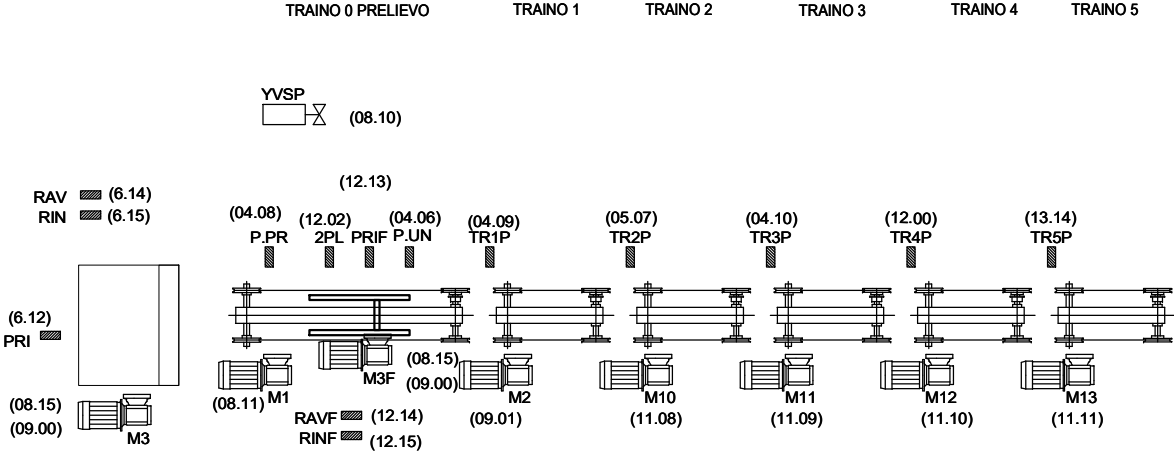 TRAINO 0 PRELIEVO TRAINO 1 TRAINO 2 TRAINO 3 TRAINO 4 TRAINO 5
YVSP
(08.10)
(12.13)
RAV (6.14)
RIN (6.15)
(04.08) (12.02) (04.06) (04.09) (05.07) (04.10) (12.00) (13.14)
P.PR 2PL PRIF P.UN TR1P TR2P TR3P TR4P TR5P
(6.12)
PRI
(08.15)
M3F
(09.00)
M1 M2 M10 M11 M12 M13
(08.15) (08.11)
RAVF (12.14) (09.01) (11.08) (11.09) (11.10) (11.11)
(09.00) M3
RINF (12.15)